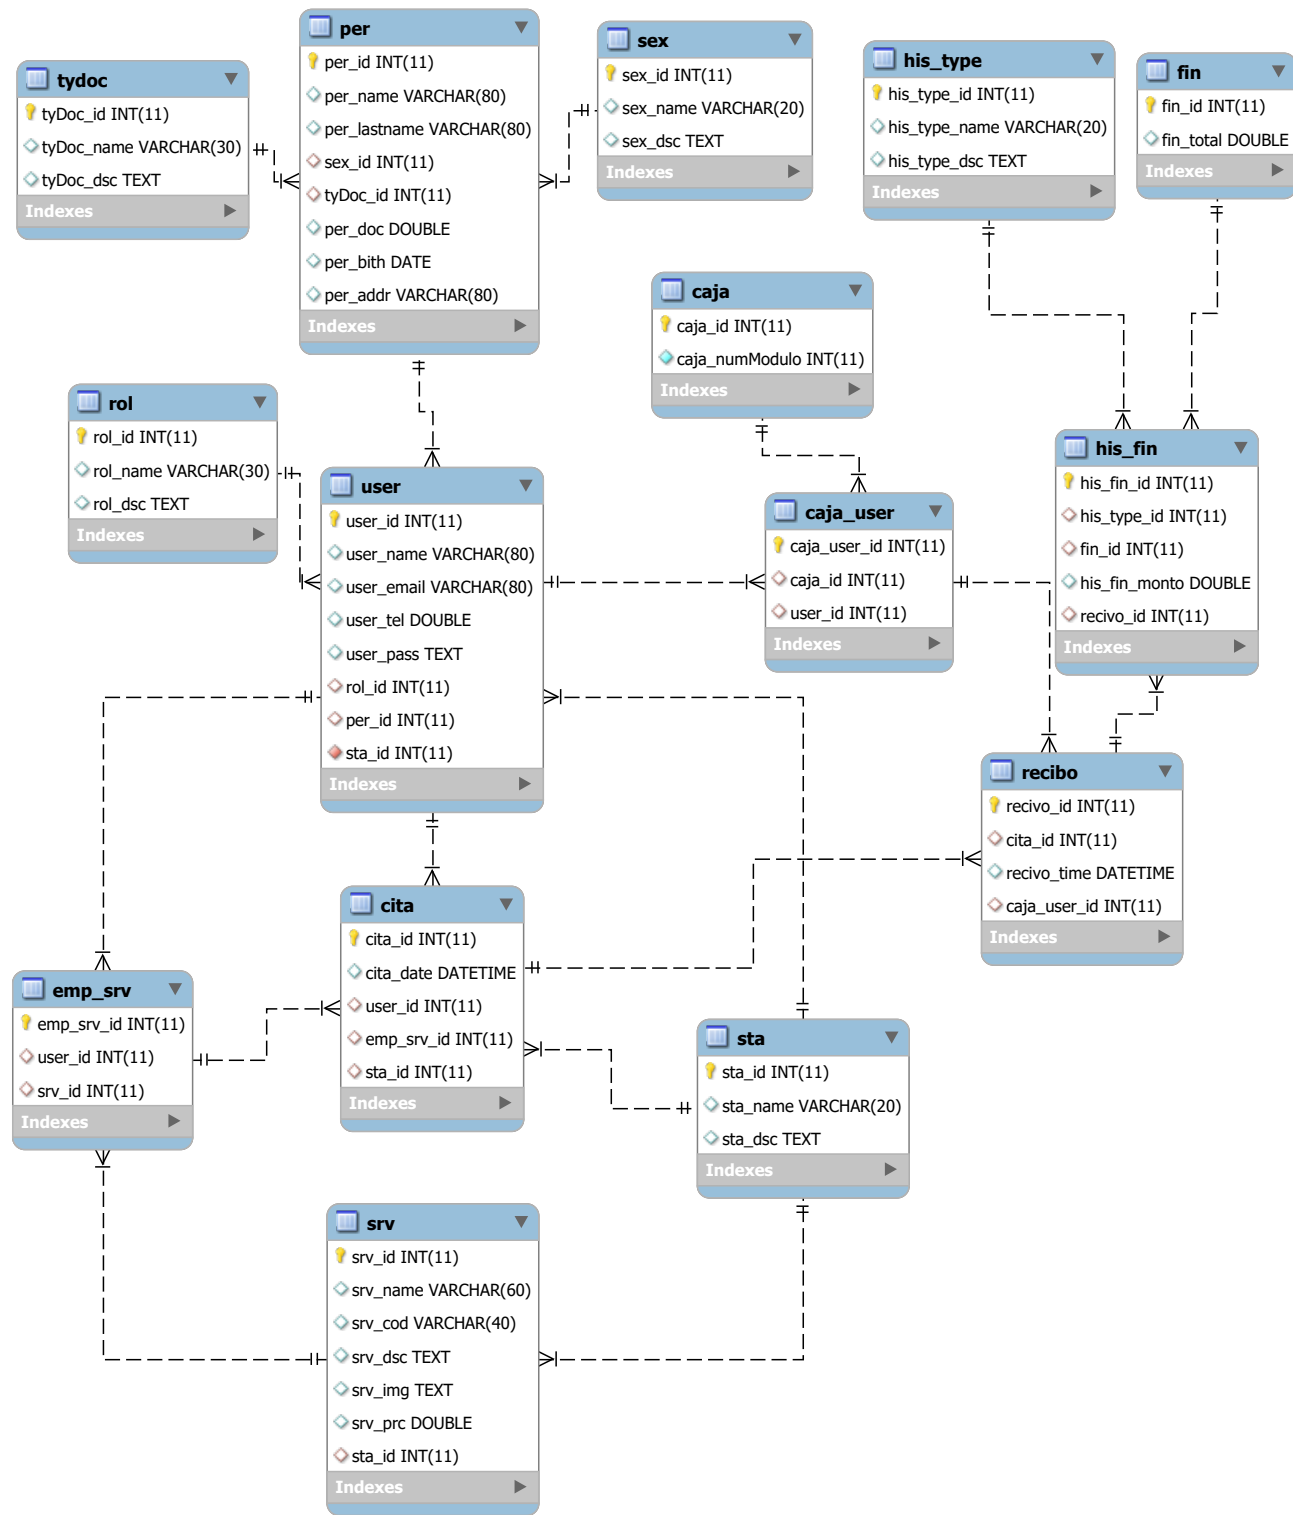 tydoc
tyDoc_id INT(11)
tyDoc_name VARCHAR(30)
tyDoc_dsc TEXT
Indexes
per
per_id INT(11)
per_name VARCHAR(80)
per_lastname VARCHAR(80)
sex_id INT(11)
tyDoc_id INT(11)
per_doc DOUBLE
per_bith DATE
per_addr VARCHAR(80)
Indexes
sex
sex_id INT(11)
sex_name VARCHAR(20)
sex_dsc TEXT
Indexes
his_type
his_type_id INT(11)
his_type_name VARCHAR(20)
his_type_dsc TEXT
Indexes
fin
fin_id INT(11)
fin_total DOUBLE
Indexes
caja
caja_id INT(11)
caja_numModulo INT(11)
Indexes
rol
rol_id INT(11)
rol_name VARCHAR(30)
rol_dsc TEXT
Indexes
user
user_id INT(11)
user_name VARCHAR(80)
user_email VARCHAR(80)
user_tel DOUBLE
user_pass TEXT
rol_id INT(11)
per_id INT(11)
sta_id INT(11)
Indexes
caja_user
caja_user_id INT(11)
caja_id INT(11)
user_id INT(11)
Indexes
his_fin
his_fin_id INT(11)
his_type_id INT(11)
fin_id INT(11)
his_fin_monto DOUBLE
recivo_id INT(11)
Indexes
recibo
recivo_id INT(11)
cita_id INT(11)
recivo_time DATETIME
caja_user_id INT(11)
Indexes
cita
cita_id INT(11)
cita_date DATETIME
user_id INT(11)
emp_srv_id INT(11)
sta_id INT(11)
Indexes
emp_srv
emp_srv_id INT(11)
user_id INT(11)
srv_id INT(11)
Indexes
sta
sta_id INT(11)
sta_name VARCHAR(20)
sta_dsc TEXT
Indexes
srv
srv_id INT(11)
srv_name VARCHAR(60)
srv_cod VARCHAR(40)
srv_dsc TEXT
srv_img TEXT
srv_prc DOUBLE
sta_id INT(11)
Indexes